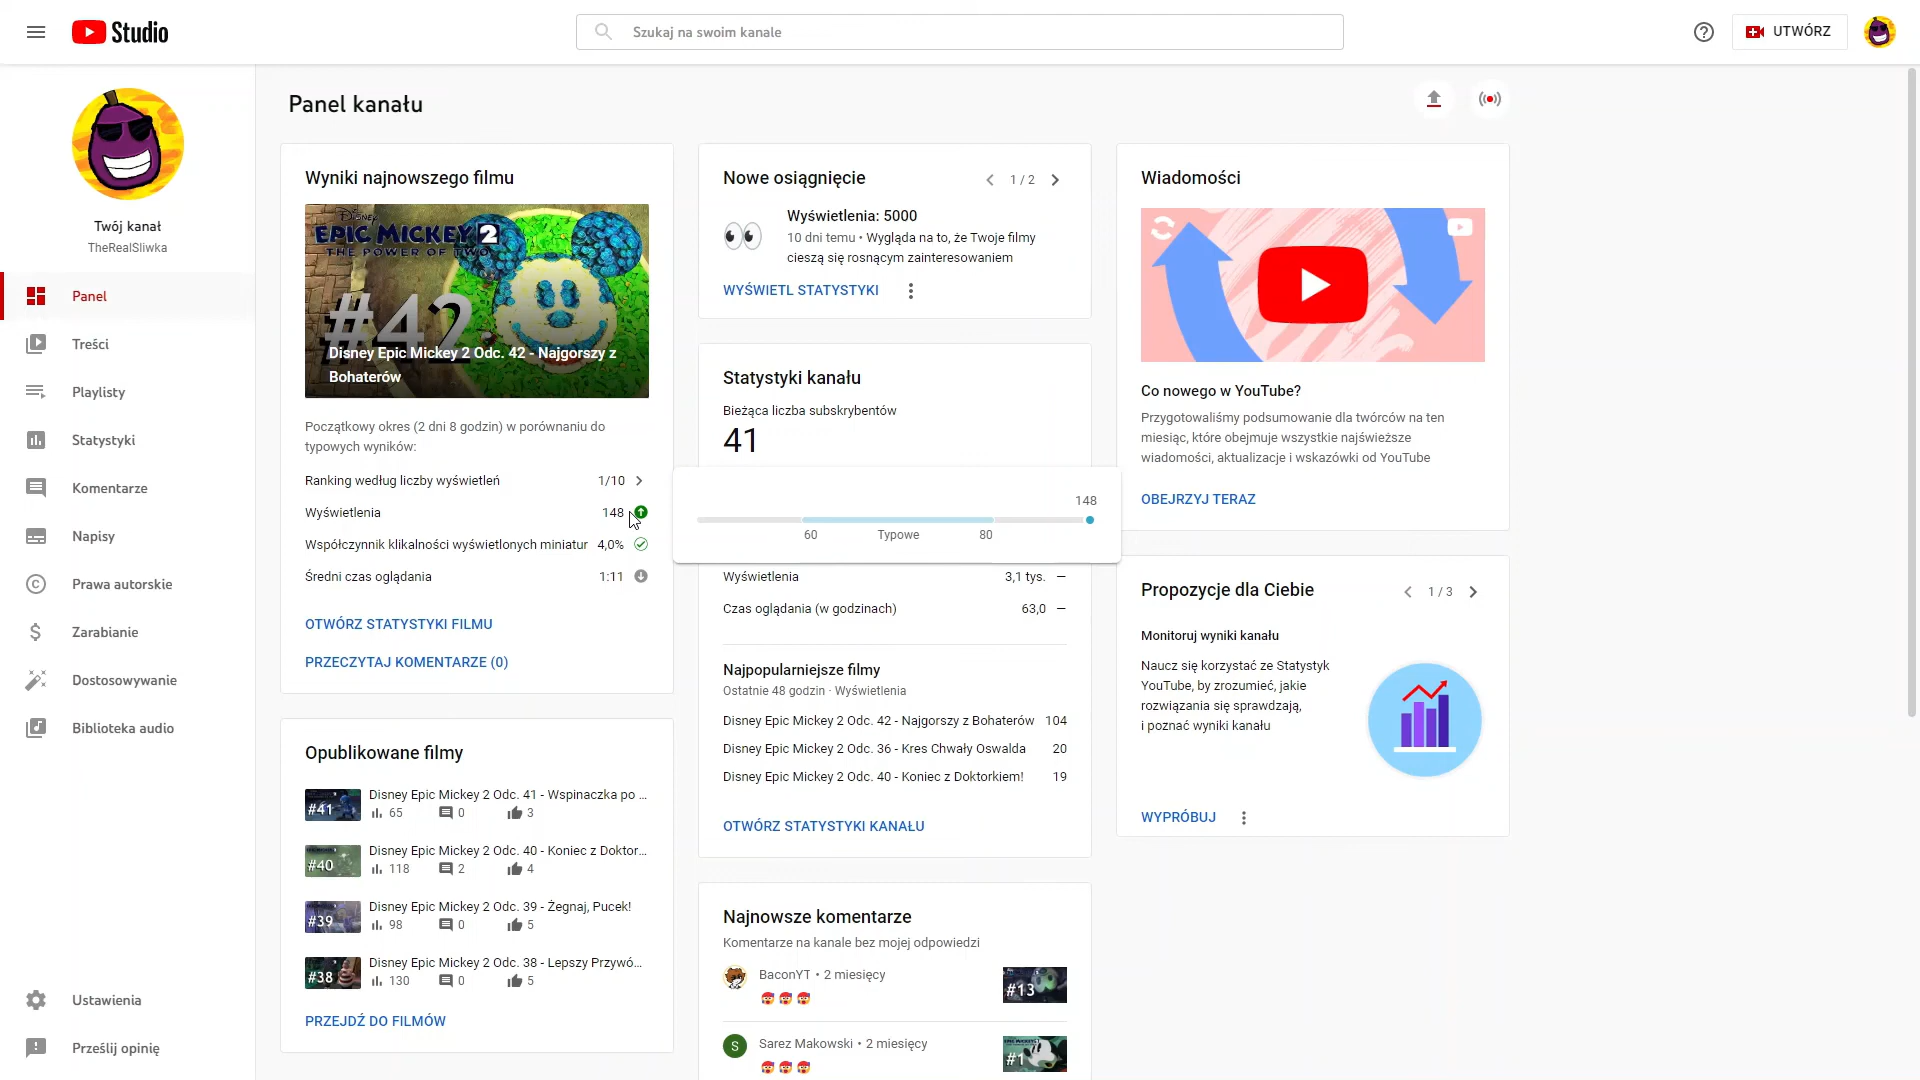 Studio
Szukaj na swoim kanale
UTWÓRZ
Twój kanał
TheRealSliwka
Panel
Treści
Playlisty
Statystyki
Komentarze
Napisy
Prawa autorskie
Zarabianie
Dostosowywanie
Biblioteka audio
Ustawienia
Prześlij opinię
Panel kanału
Wyniki najnowszego filmu
Disney
EPIC MICKEY 2
THE POWER OF TWO
#42
Disney Epic Mickey 2 Odc. 42 - Najgorszy z
Bohaterów
Początkowy okres (2 dni 8 godzin) w porównaniu do
typowych wyników:
Ranking według liczby wyświetleń 1/10
Wyświetlenia 148
Współczynnik klikalności wyświetlonych miniatur 4,0%
Średni czas oglądania 1:11
OTWÓRZ STATYSTYKI FILMU
PRZECZYTAJ KOMENTARZE (0)
Opublikowane filmy
#41
Disney Epic Mickey 2 Odc. 41 - Wspinaczka po ...
65 0 3
#40
Disney Epic Mickey 2 Odc. 40 - Koniec z Doktor...
118 2 4
#39
Disney Epic Mickey 2 Odc. 39 - Żegnaj, Pucek!
98 0 5
#38
Disney Epic Mickey 2 Odc. 38 - Lepszy Przywó...
130 0 5
PRZEJDŹ DO FILMÓW
Nowe osiągnięcie
1 / 2
Wyświetlenia: 5000
10 dni temu • Wygląda na to, że Twoje filmy
cieszą się rosnącym zainteresowaniem
WYŚWIETL STATYSTYKI
Statystyki kanału
Bieżąca liczba subskrybentów
41
148
60 Typowe 80
Wyświetlenia 3,1 tys. —
Czas oglądania (w godzinach) 63,0 —
Najpopularniejsze filmy
Ostatnie 48 godzin · Wyświetlenia
Disney Epic Mickey 2 Odc. 42 - Najgorszy z Bohaterów 104
Disney Epic Mickey 2 Odc. 36 - Kres Chwały Oswalda 20
Disney Epic Mickey 2 Odc. 40 - Koniec z Doktorkiem! 19
OTWÓRZ STATYSTYKI KANAŁU
Najnowsze komentarze
Komentarze na kanale bez mojej odpowiedzi
BaconYT • 2 miesięcy
#13
S
Sarez Makowski • 2 miesięcy
#1
Wiadomości
Co nowego w YouTube?
Przygotowaliśmy podsumowanie dla twórców na ten
miesiąc, które obejmuje wszystkie najświeższe
wiadomości, aktualizacje i wskazówki od YouTube
OBEJRZYJ TERAZ
Propozycje dla Ciebie
1 / 3
Monitoruj wyniki kanału
Naucz się korzystać ze Statystyk
YouTube, by zrozumieć, jakie
rozwiązania się sprawdzają,
i poznać wyniki kanału
WYPRÓBUJ